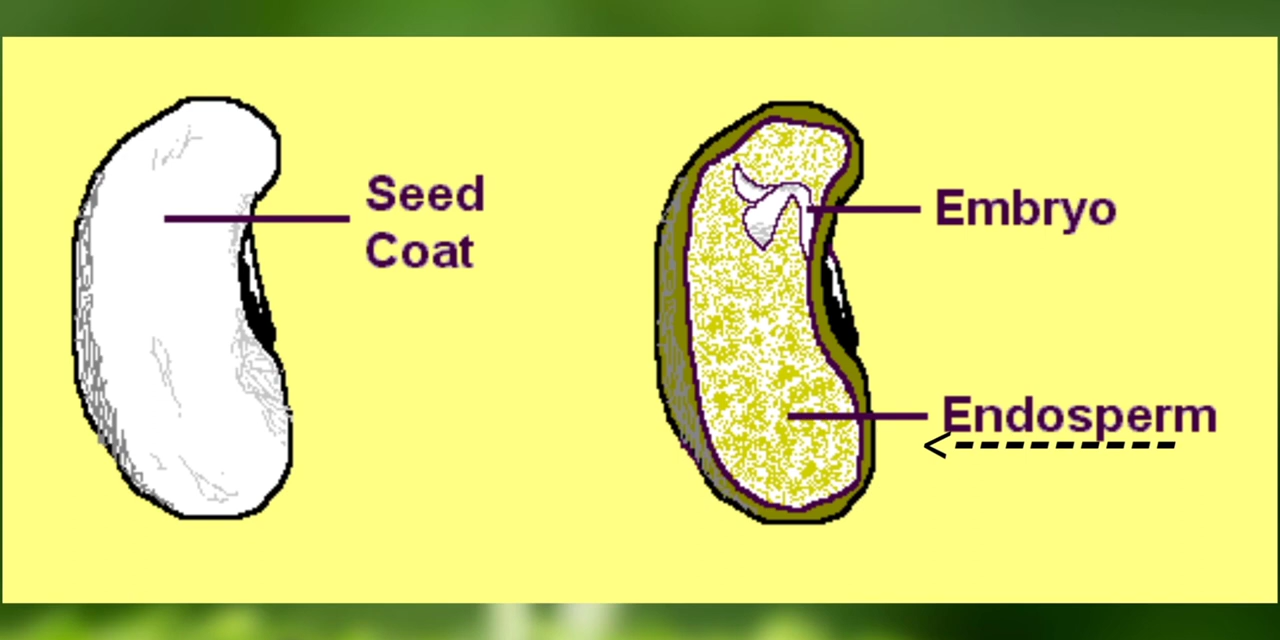 Seed
Coat
Embryo
Endosperm
<---------